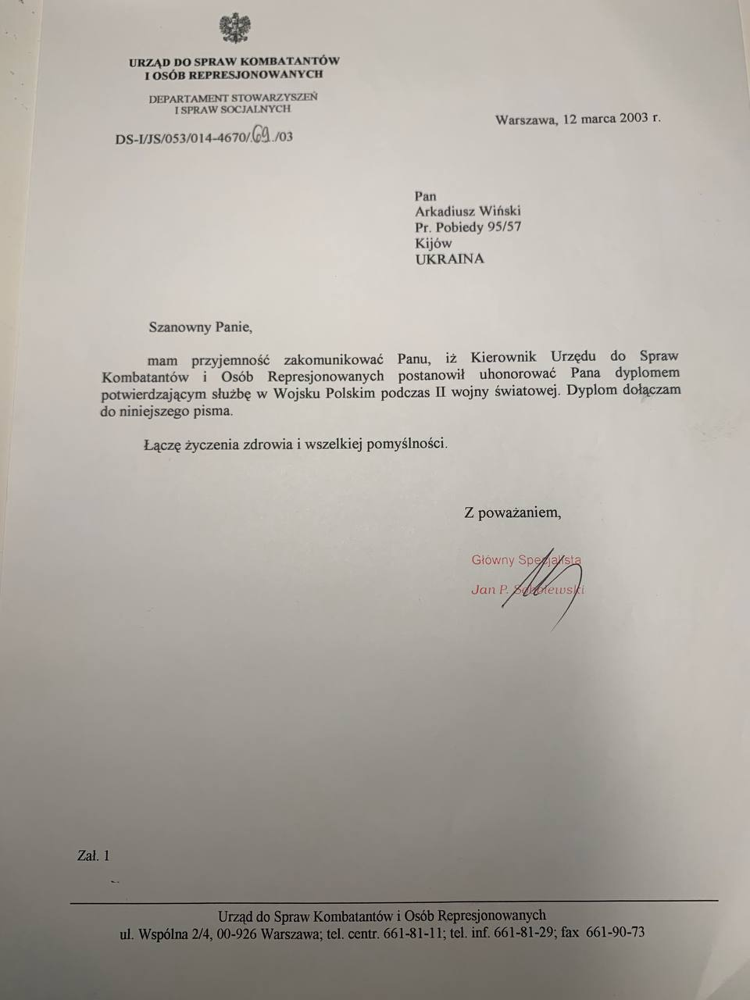 URZĄD DO SPRAW KOMBATANTÓW
I OSÓB REPRESJONOWANYCH
DEPARTAMENT STOWARZYSZEŃ
I SPRAW SOCJALNYCH
DS-I/JS/053/014-4670/.69./03
Warszawa, 12 marca 2003 r.
Pan
Arkadiusz Wiński
Pr. Pobiedy 95/57
Kijów
UKRAINA
Szanowny Panie,
mam przyjemność zakomunikować Panu, iż Kierownik Urzędu do Spraw
Kombatantów i Osób Represjonowanych postanowił uhonorować Pana dyplomem
potwierdzającym służbę w Wojsku Polskim podczas II wojny światowej. Dyplom dołączam
do niniejszego pisma.
Łączę życzenia zdrowia i wszelkiej pomyślności.
Z poważaniem,
Główny Specjalista
Jan P. Sobolewski
Zał. 1
Urząd do Spraw Kombatantów i Osób Represjonowanych
ul. Wspólna 2/4, 00-926 Warszawa; tel. centr. 661-81-11; tel. inf. 661-81-29; fax 661-90-73